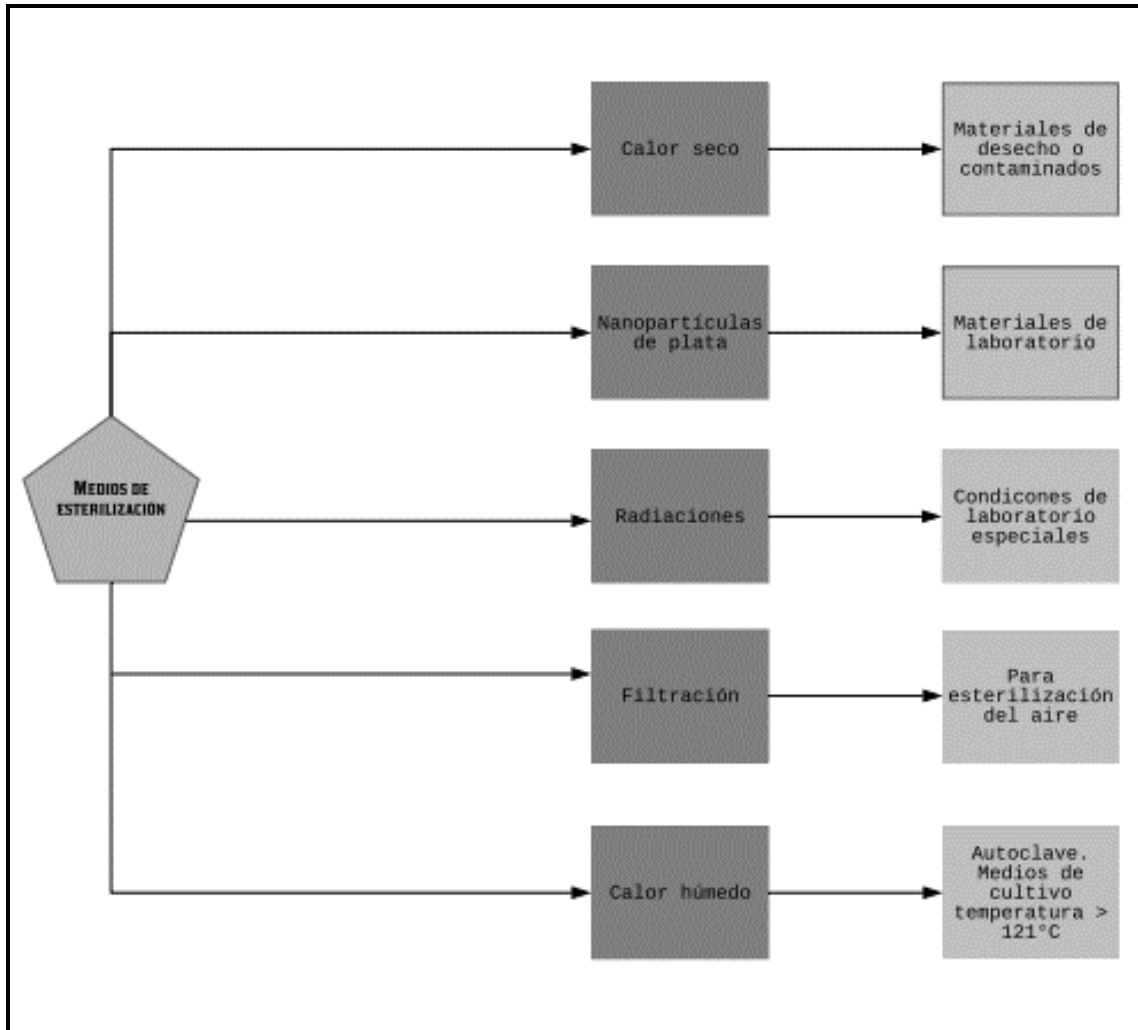 Calor seco
Materiales de
desecho o
contaminados
Nanopartículas
de plata
Materiales de
laboratorio
MEDIOS DE
ESTERILIZACIÓN
Radiaciones
Condicones de
laboratorio
especiales
Filtración
Para
esterilización
del aire
Calor húmedo
Autoclave.
Medios de
cultivo
temperatura >
121°C